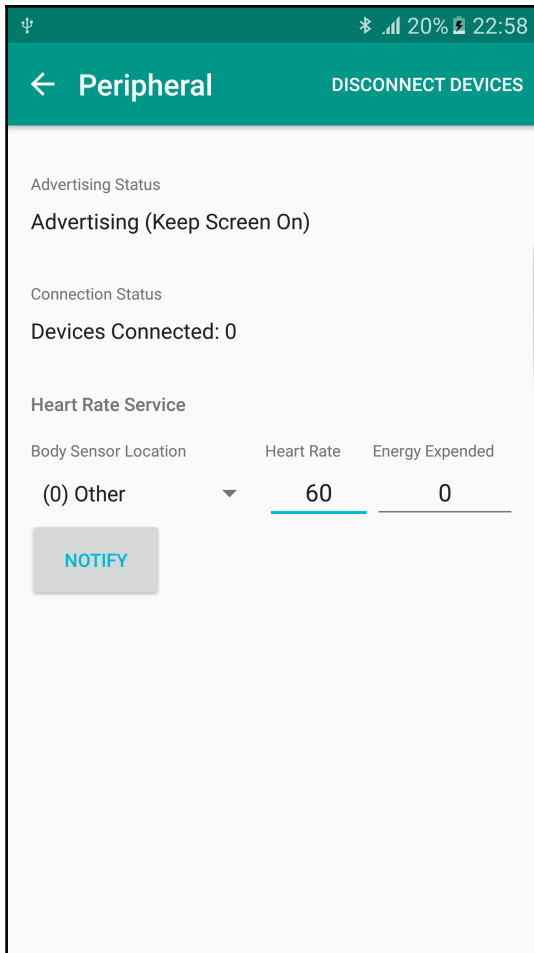 20% 22:58
Peripheral DISCONNECT DEVICES
Advertising Status
Advertising (Keep Screen On)
Connection Status
Devices Connected: 0
Heart Rate Service
Body Sensor Location Heart Rate Energy Expended
(0) Other 60 0
NOTIFY